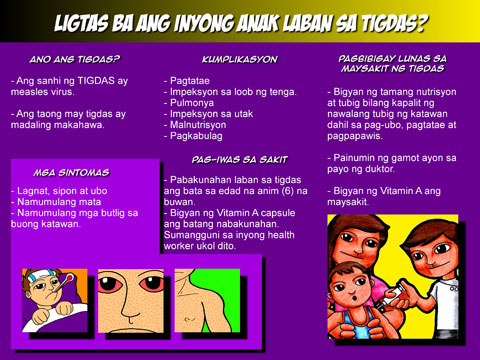 LIGTAS BA ANG INYONG ANAK LABAN SA TIGDAS?
ANO ANG TIGDAS?
- Ang sanhi ng TIGDAS ay
measles virus.
- Ang taong may tigdas ay
madaling makahawa.
MGA SINTOMAS
- Lagnat, sipon at ubo
- Namumulang mata
- Namumulang mga butlig sa
buong katawan.
KUMPLIKASYON
- Pagtatae
- Impeksyon sa loob ng tenga.
- Pulmonya
- Impeksyon sa utak
- Malnutrisyon
- Pagkabulag
PAG-IWAS SA SAKIT
- Pabakunahan laban sa tigdas
ang bata sa edad na anim (6) na
buwan.
- Bigyan ng Vitamin A capsule
ang batang nabakunahan.
Sumangguni sa inyong health
worker ukol dito.
PAGBIBIGAY LUNAS SA
MAYSAKIT NG TIGDAS
- Bigyan ng tamang nutrisyon
at tubig bilang kapalit ng
nawalang tubig ng katawan
dahil sa pag-ubo, pagtatae at
pagpapawis.
- Painumin ng gamot ayon sa
payo ng duktor.
- Bigyan ng Vitamin A ang
maysakit.